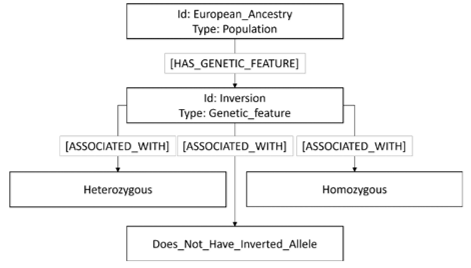 Id: European_Ancestry
Type: Population
[HAS_GENETIC_FEATURE]
Id: Inversion
Type: Genetic_feature
[ASSOCIATED_WITH]
[ASSOCIATED_WITH]
[ASSOCIATED_WITH]
Heterozygous
Homozygous
Does_Not_Have_Inverted_Allele